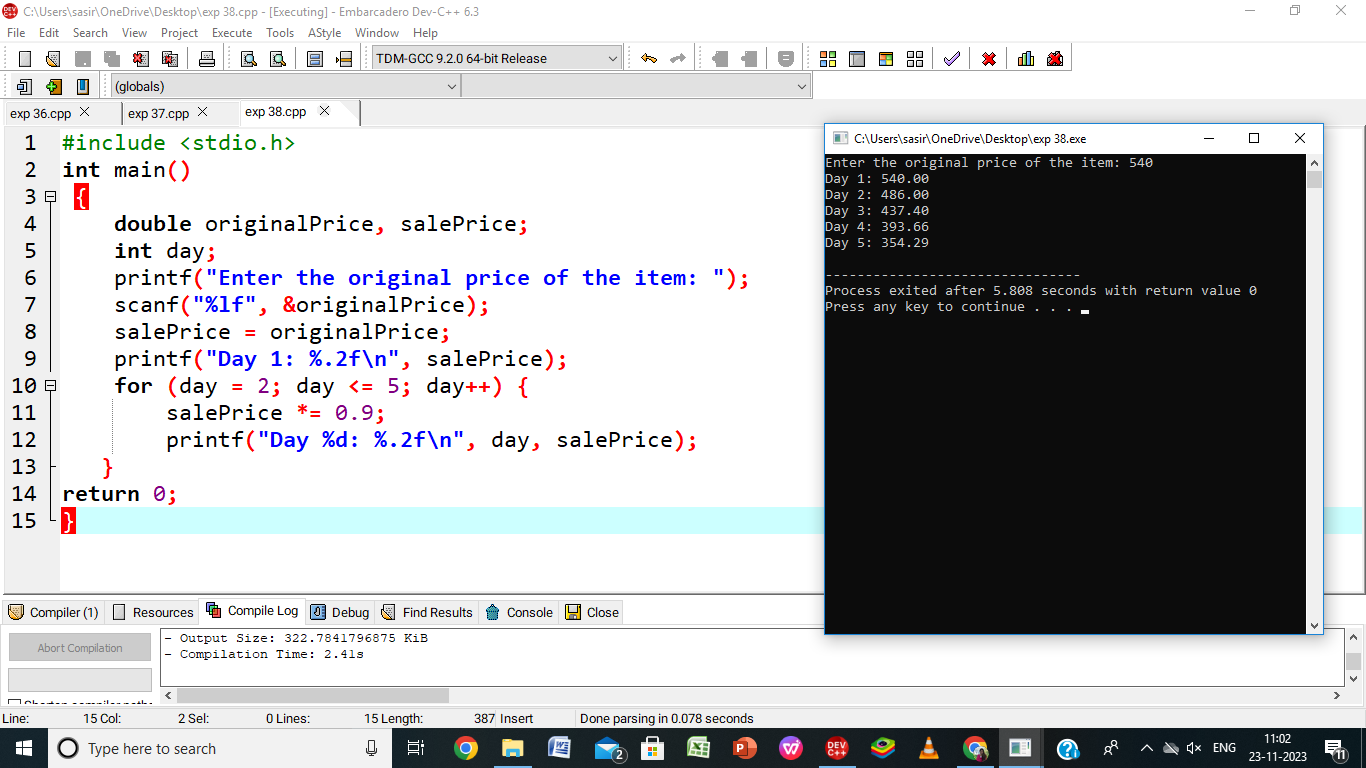 C:\Users\sasir\OneDrive\Desktop\exp 38.cpp - [Executing] - Embarcadero Dev-C++ 6.3
File Edit Search View Project Execute Tools AStyle Window Help
TDM-GCC 9.2.0 64-bit Release
(globals)
exp 36.cpp exp 37.cpp exp 38.cpp
1 #include <stdio.h>
2 int main()
3 {
4 double originalPrice, salePrice;
5 int day;
6 printf("Enter the original price of the item: ");
7 scanf("%lf", &originalPrice);
8 salePrice = originalPrice;
9 printf("Day 1: %.2f\n", salePrice);
10 for (day = 2; day <= 5; day++) {
11 salePrice *= 0.9;
12 printf("Day %d: %.2f\n", day, salePrice);
13 }
14 return 0;
15 }
C:\Users\sasir\OneDrive\Desktop\exp 38.exe
Enter the original price of the item: 540
Day 1: 540.00
Day 2: 486.00
Day 3: 437.40
Day 4: 393.66
Day 5: 354.29
--------------------------------
Process exited after 5.808 seconds with return value 0
Press any key to continue . . .
Compiler (1) Resources Compile Log Debug Find Results Console Close
Abort Compilation
- Output Size: 322.7841796875 KiB
- Compilation Time: 2.41s
Line: 15 Col: 2 Sel: 0 Lines: 15 Length: 387 Insert Done parsing in 0.078 seconds
Type here to search
2
DEV C++
ENG
11:02
23-11-2023
11